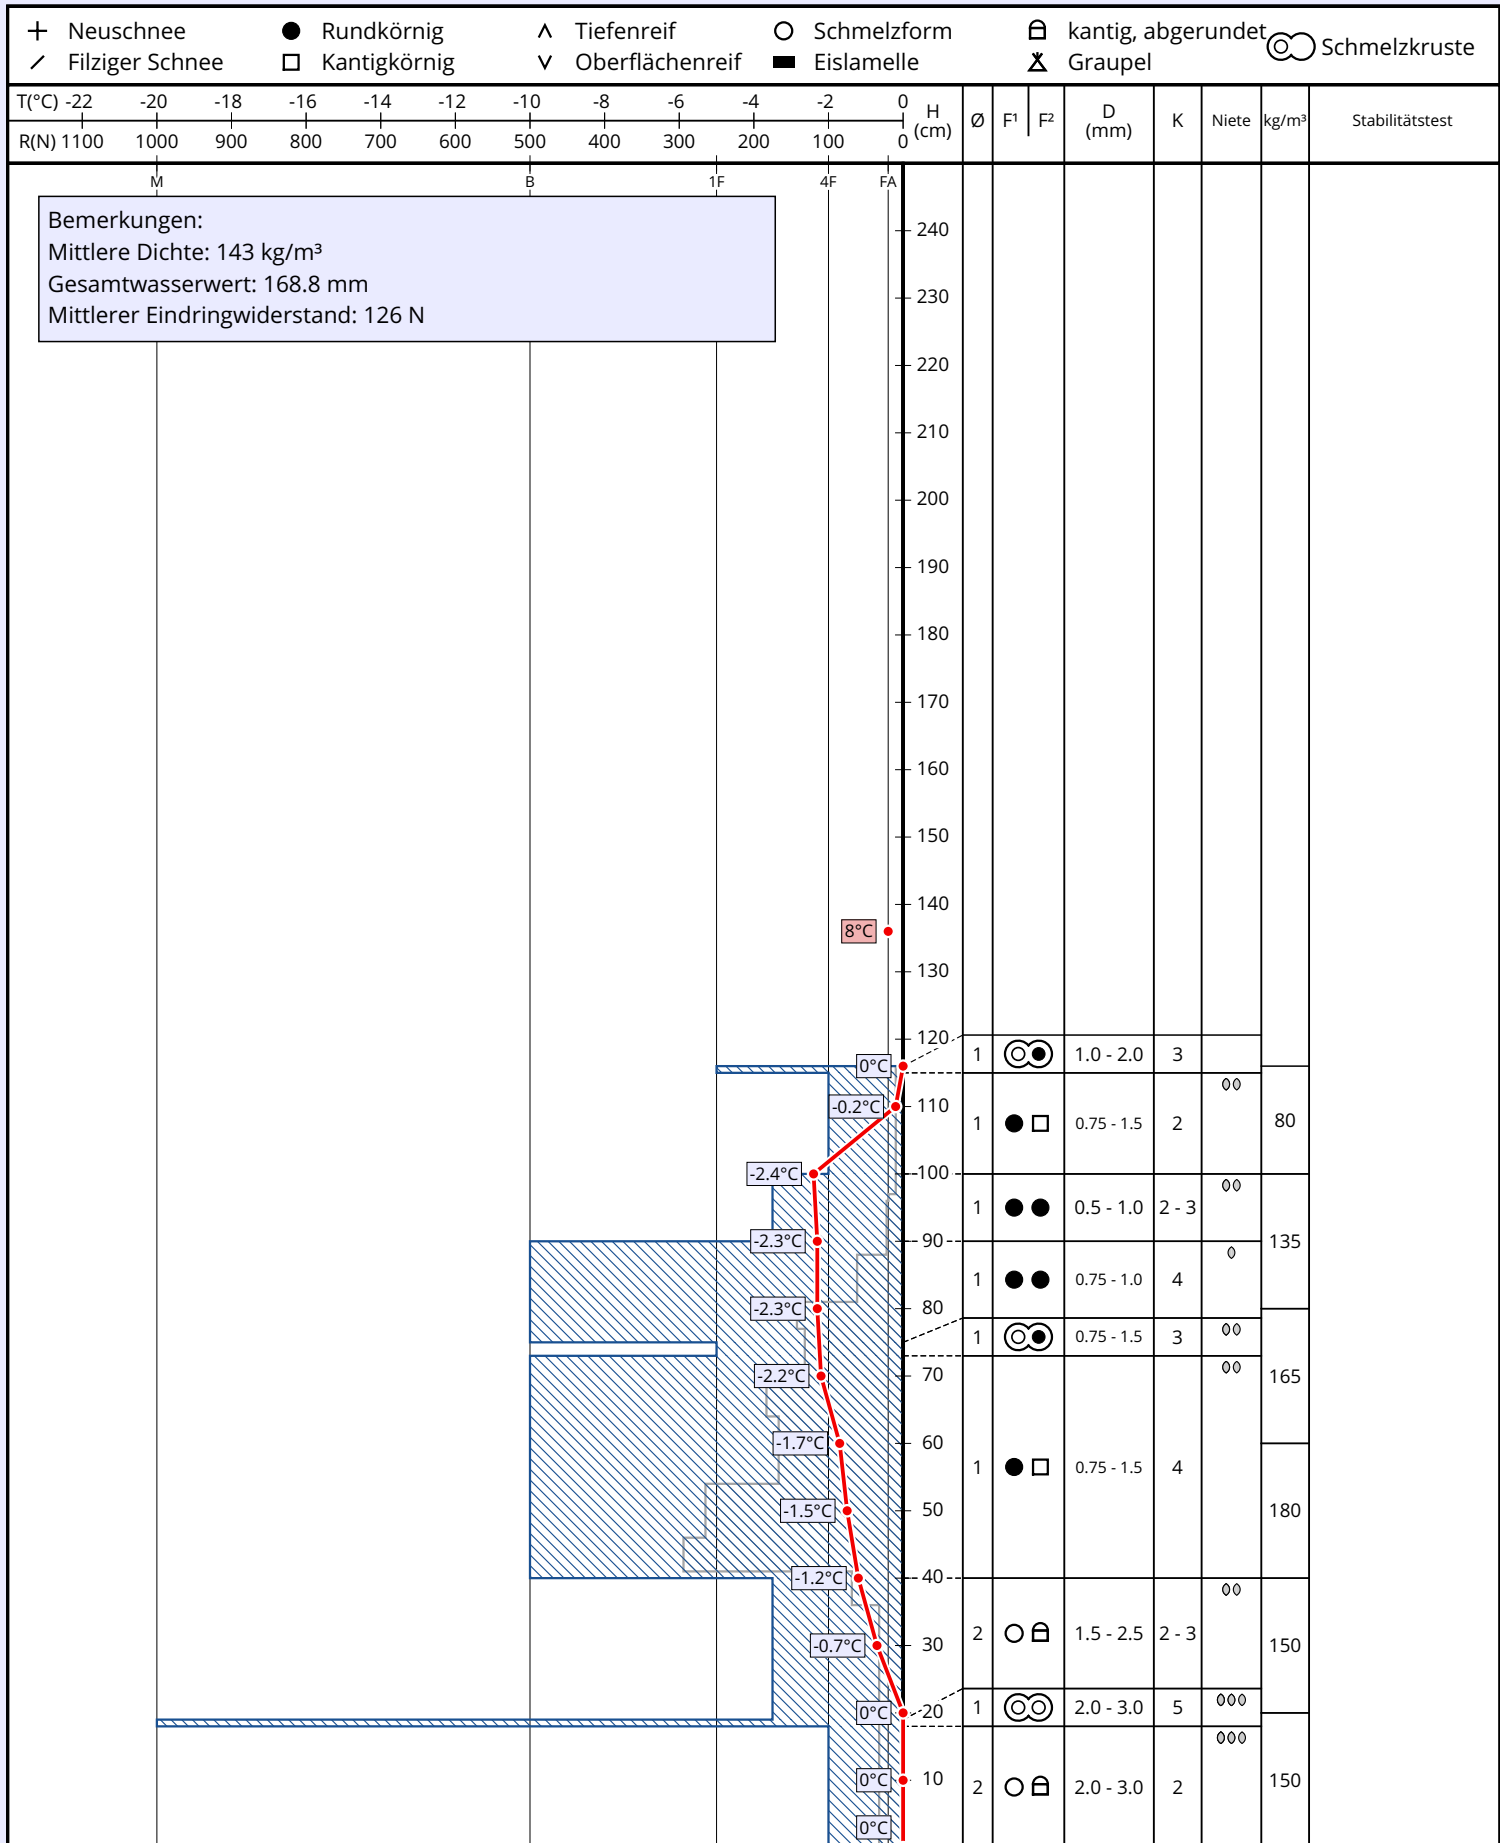 Neuschnee Rundkörnig Tiefenreif Schmelzform kantig, abgerundet Schmelzkruste
Filziger Schnee Kantigkörnig Oberflächenreif Eislamelle Graupel
T(°C) -22 -20 -18 -16 -14 -12 -10 -8 -6 -4 -2 0
R(N) 1100 1000 900 800 700 600 500 400 300 200 100 0
H (cm) Ø F¹ F² D (mm) K Niete kg/m³ Stabilitätstest
M B 1F 4F FA
Bemerkungen:
Mittlere Dichte: 143 kg/m³
Gesamtwasserwert: 168.8 mm
Mittlerer Eindringwiderstand: 126 N
240
230
220
210
200
190
180
170
160
150
140
8°C
130
120
1 1.0 - 2.0 3
0°C
-0.2°C 110
1 0.75 - 1.5 2 80
-2.4°C 100
1 0.5 - 1.0 2 - 3
-2.3°C 90 135
1 0.75 - 1.0 4
-2.3°C 80
1 0.75 - 1.5 3
-2.2°C 70 165
-1.7°C 60
1 0.75 - 1.5 4
-1.5°C 50 180
-1.2°C 40
2 1.5 - 2.5 2 - 3
-0.7°C 30 150
1 2.0 - 3.0 5
0°C 20
0°C 10 150
2 2.0 - 3.0 2
0°C